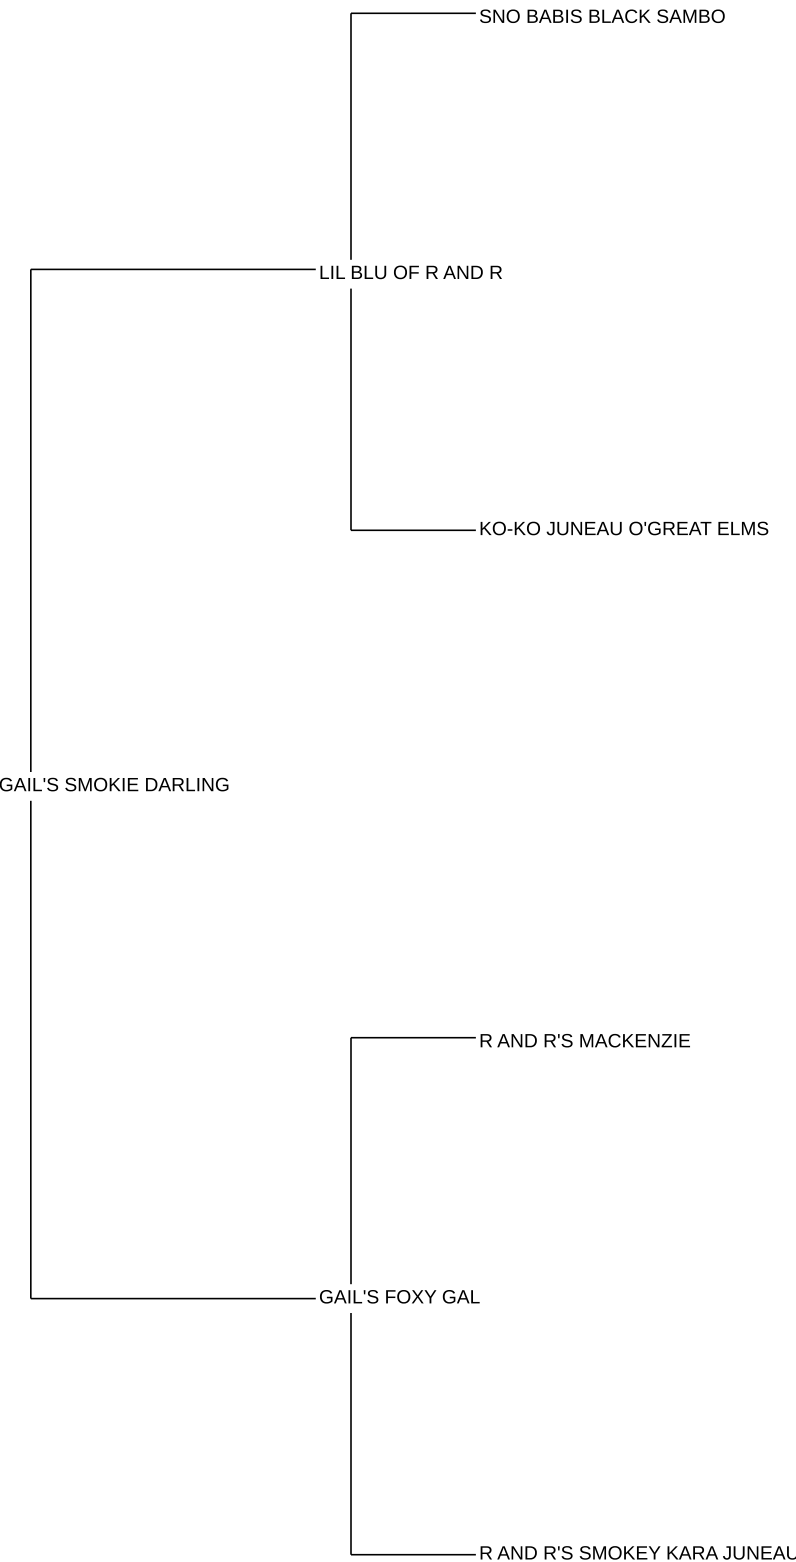 SNO BABIS BLACK SAMBO
LIL BLU OF R AND R
KO-KO JUNEAU O'GREAT ELMS
GAIL'S SMOKIE DARLING
R AND R'S MACKENZIE
GAIL'S FOXY GAL
R AND R'S SMOKEY KARA JUNEAU